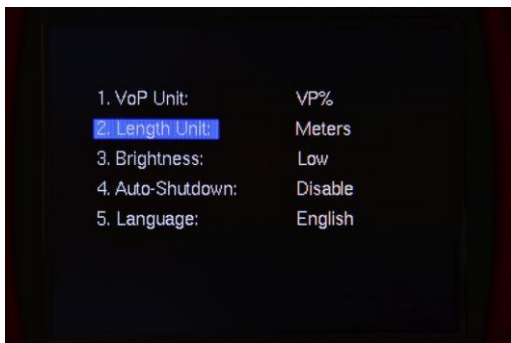 1. VoP Unit: VP%
2. Length Unit: Meters
3. Brightness: Low
4. Auto-Shutdown: Disable
5. Language: English